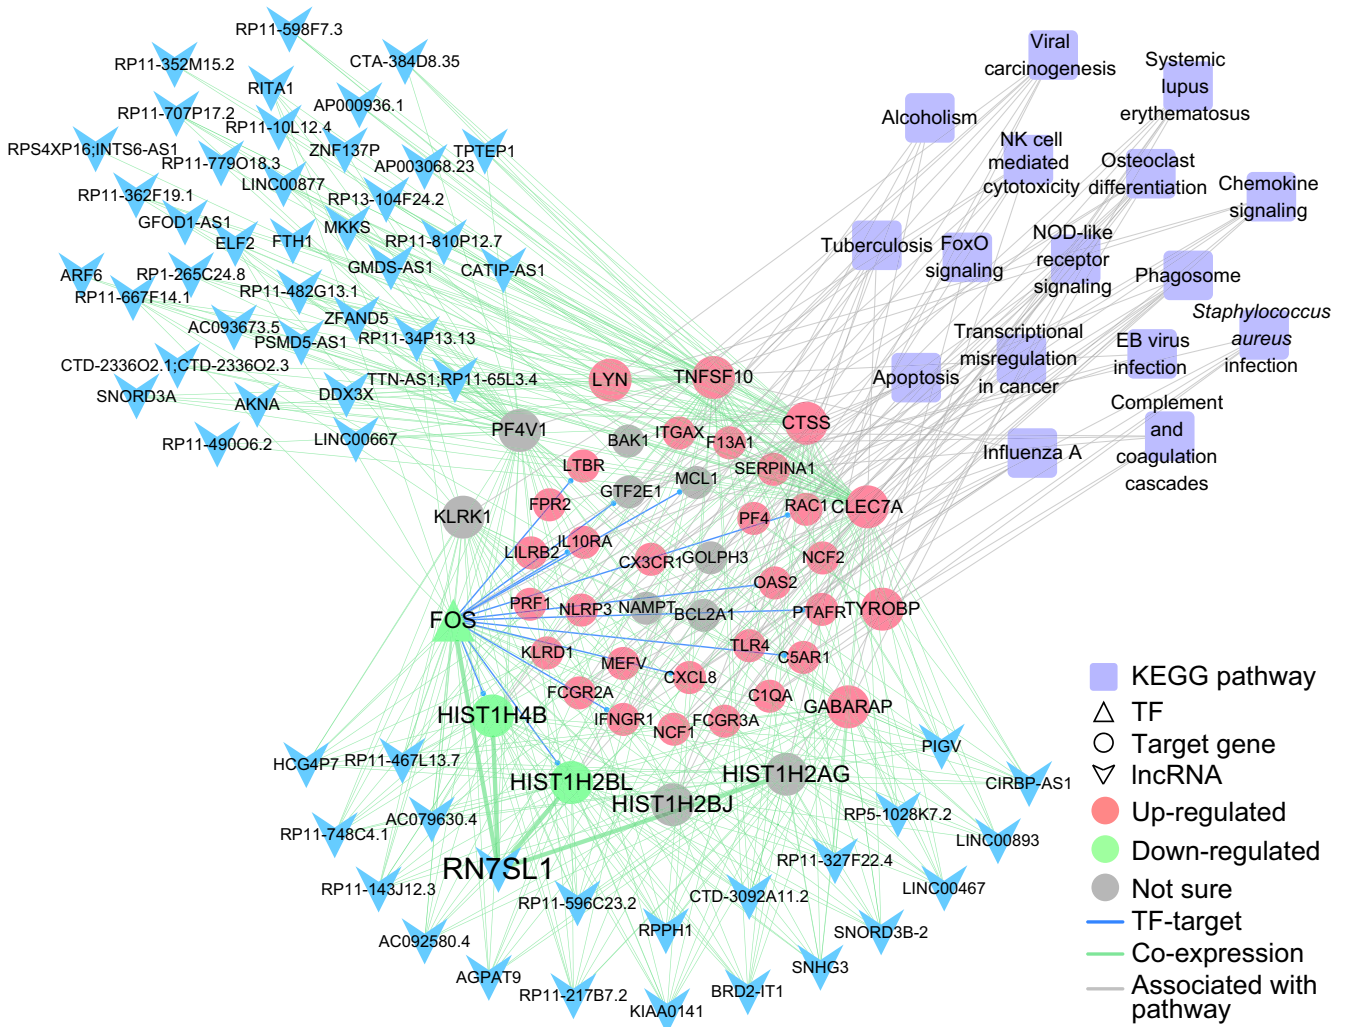 RP11-598F7.3
RP11-352M15.2
CTA-384D8.35
RITA1
AP000936.1
RP11-707P17.2
RP11-10L12.4
RPS4XP16;INTS6-AS1
ZNF137P
TPTEP1
RP11-779O18.3
AP003068.23
LINC00877
RP11-362F19.1
RP13-104F24.2
GFOD1-AS1
MKKS
ELF2
FTH1
RP11-810P12.7
ARF6
RP1-265C24.8
GMDS-AS1
CATIP-AS1
RP11-667F14.1
RP11-482G13.1
AC093673.5
ZFAND5
PSMD5-AS1
RP11-34P13.13
CTD-2336O2.1;CTD-2336O2.3
TTN-AS1;RP11-65L3.4
SNORD3A
AKNA
DDX3X
RP11-490O6.2
LINC00667
Viral
carcinogenesis
Systemic
lupus
erythematosus
Alcoholism
NK cell
mediated
cytotoxicity
Osteoclast
differentiation
Chemokine
signaling
Tuberculosis
FoxO
signaling
NOD-like
receptor
signaling
Phagosome
Staphylococcus
aureus
infection
Transcriptional
misregulation
in cancer
EB virus
infection
Apoptosis
Complement
and
coagulation
cascades
Influenza A
LYN
TNFSF10
CTSS
PF4V1
BAK1
ITGAX
F13A1
LTBR
SERPINA1
GTF2E1
MCL1
FPR2
RAC1
CLEC7A
KLRK1
PF4
LILRB2
IL10RA
CX3CR1
GOLPH3
NCF2
OAS2
PRF1
NLRP3
NAMPT
BCL2A1
PTAFR
TYROBP
FOS
KLRD1
MEFV
TLR4
C5AR1
CXCL8
FCGR2A
C1QA
GABARAP
HIST1H4B
IFNGR1
NCF1
FCGR3A
HIST1H2BL
HIST1H2AG
HIST1H2BJ
RN7SL1
HCG4P7
RP11-467L13.7
PIGV
CIRBP-AS1
AC079630.4
RP5-1028K7.2
RP11-748C4.1
LINC00893
RP11-327F22.4
RP11-143J12.3
LINC00467
RP11-596C23.2
CTD-3092A11.2
AC092580.4
RPPH1
SNORD3B-2
AGPAT9
SNHG3
RP11-217B7.2
BRD2-IT1
KIAA0141
KEGG pathway
TF
Target gene
lncRNA
Up-regulated
Down-regulated
Not sure
TF-target
Co-expression
Associated with
pathway